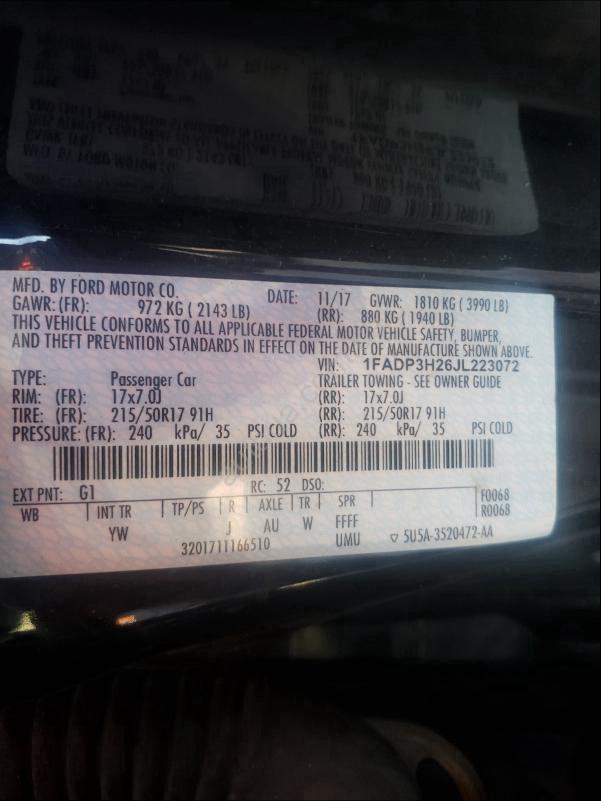 MFD. BY FORD MOTOR CO.
DATE: 11/17 GVWR: 1810 KG ( 3990 LB)
GAWR: (FR): 972 KG ( 2143 LB) (RR): 880 KG ( 1940 LB)
THIS VEHICLE CONFORMS TO ALL APPLICABLE FEDERAL MOTOR VEHICLE SAFETY, BUMPER,
AND THEFT PREVENTION STANDARDS IN EFFECT ON THE DATE OF MANUFACTURE SHOWN ABOVE.
VIN: 1FADP3H26JL223072
TYPE: Passenger Car TRAILER TOWING - SEE OWNER GUIDE
RIM: (FR): 17x7.0J (RR): 17x7.0J
TIRE: (FR): 215/50R17 91H (RR): 215/50R17 91H
PRESSURE: (FR): 240 kPa/ 35 PSI COLD (RR): 240 kPa/ 35 PSI COLD
EXT PNT: G1 RC: 52 DSO: F0068
WB INT TR TP/PS R AXLE TR SPR R0068
YW J AU W FFFF
3201711166510 UMU ▽ 5U5A-3520472-AA